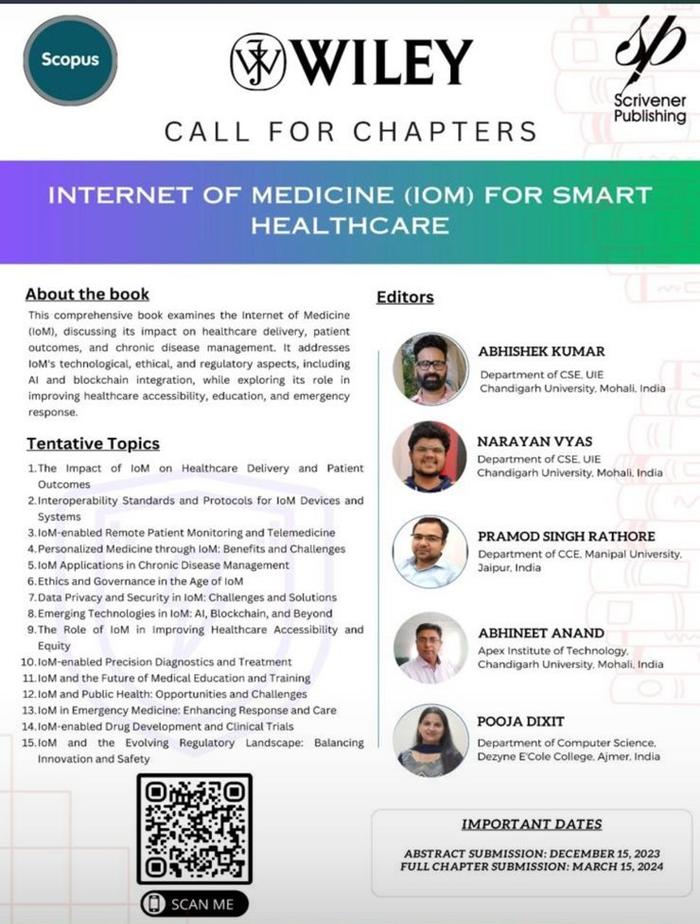 Scopus
WILEY
Scrivener
Publishing
CALL FOR CHAPTERS
INTERNET OF MEDICINE (IOM) FOR SMART
HEALTHCARE
About the book
This comprehensive book examines the Internet of Medicine
(IoM), discussing its impact on healthcare delivery, patient
outcomes, and chronic disease management. It addresses
IoM's technological, ethical, and regulatory aspects, including
AI and blockchain integration, while exploring its role in
improving healthcare accessibility, education, and emergency
response.
Tentative Topics
1.The Impact of IoM on Healthcare Delivery and Patient
Outcomes
2.Interoperability Standards and Protocols for IoM Devices and
Systems
3.IoM-enabled Remote Patient Monitoring and Telemedicine
4.Personalized Medicine through IoM: Benefits and Challenges
5.IoM Applications in Chronic Disease Management
6.Ethics and Governance in the Age of IoM
7.Data Privacy and Security in IoM: Challenges and Solutions
8.Emerging Technologies in IoM: AI, Blockchain, and Beyond
9.The Role of IoM in Improving Healthcare Accessibility and
Equity
10.IoM-enabled Precision Diagnostics and Treatment
11.IoM and the Future of Medical Education and Training
12.IoM and Public Health: Opportunities and Challenges
13.IoM in Emergency Medicine: Enhancing Response and Care
14.IoM-enabled Drug Development and Clinical Trials
15.IoM and the Evolving Regulatory Landscape: Balancing
Innovation and Safety
SCAN ME
Editors
ABHISHEK KUMAR
Department of CSE, UIE
Chandigarh University, Mohali, India
NARAYAN VYAS
Department of CSE, UIE
Chandigarh University, Mohali, India
PRAMOD SINGH RATHORE
Department of CCE, Manipal University,
Jaipur, India
ABHINEET ANAND
Apex Institute of Technology,
Chandigarh University, Mohali, India
POOJA DIXIT
Department of Computer Science,
Dezyne E'Cole College, Ajmer, India
IMPORTANT DATES
ABSTRACT SUBMISSION: DECEMBER 15, 2023
FULL CHAPTER SUBMISSION: MARCH 15, 2024